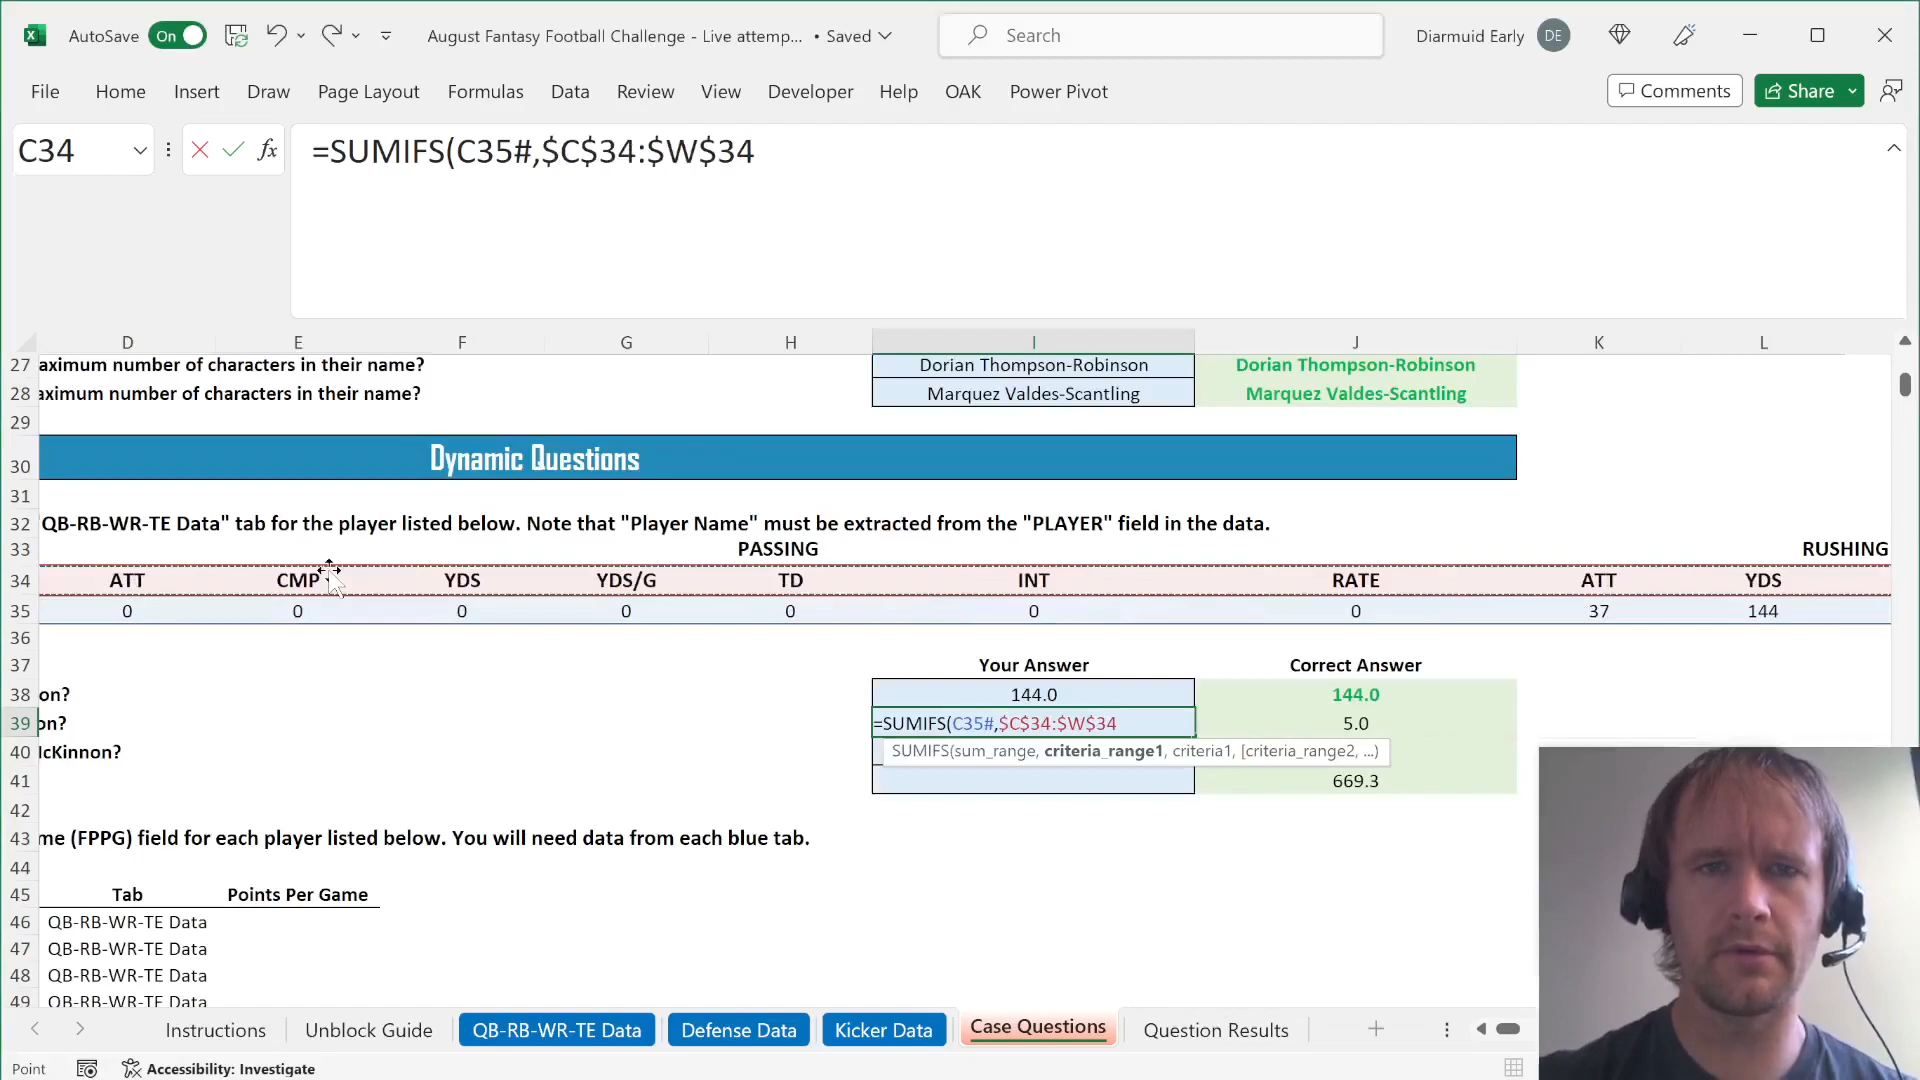 AutoSave On August Fantasy Football Challenge - Live attemp... • Saved Search Diarmuid Early DE
File Home Insert Draw Page Layout Formulas Data Review View Developer Help OAK Power Pivot Comments Share
C34 fx =SUMIFS(C35#,$C$34:$W$34
D E F G H I J K L
27 aximum number of characters in their name? Dorian Thompson-Robinson Dorian Thompson-Robinson
28 aximum number of characters in their name? Marquez Valdes-Scantling Marquez Valdes-Scantling
29
30 Dynamic Questions
31
32 "QB-RB-WR-TE Data" tab for the player listed below. Note that "Player Name" must be extracted from the "PLAYER" field in the data.
33 PASSING RUSHING
34 ATT CMP YDS YDS/G TD INT RATE ATT YDS
35 0 0 0 0 0 0 0 37 144
36
37 Your Answer Correct Answer
38 on? 144.0 144.0
39 on? =SUMIFS(C35#,$C$34:$W$34 5.0
40 IcKinnon? SUMIFS(sum_range, criteria_range1, criteria1, [criteria_range2, ...)
41 669.3
42
43 me (FPPG) field for each player listed below. You will need data from each blue tab.
44
45 Tab Points Per Game
46 QB-RB-WR-TE Data
47 QB-RB-WR-TE Data
48 QB-RB-WR-TE Data
49 QB-RB-WR-TE Data
Instructions Unblock Guide QB-RB-WR-TE Data Defense Data Kicker Data Case Questions Question Results
Point Accessibility: Investigate